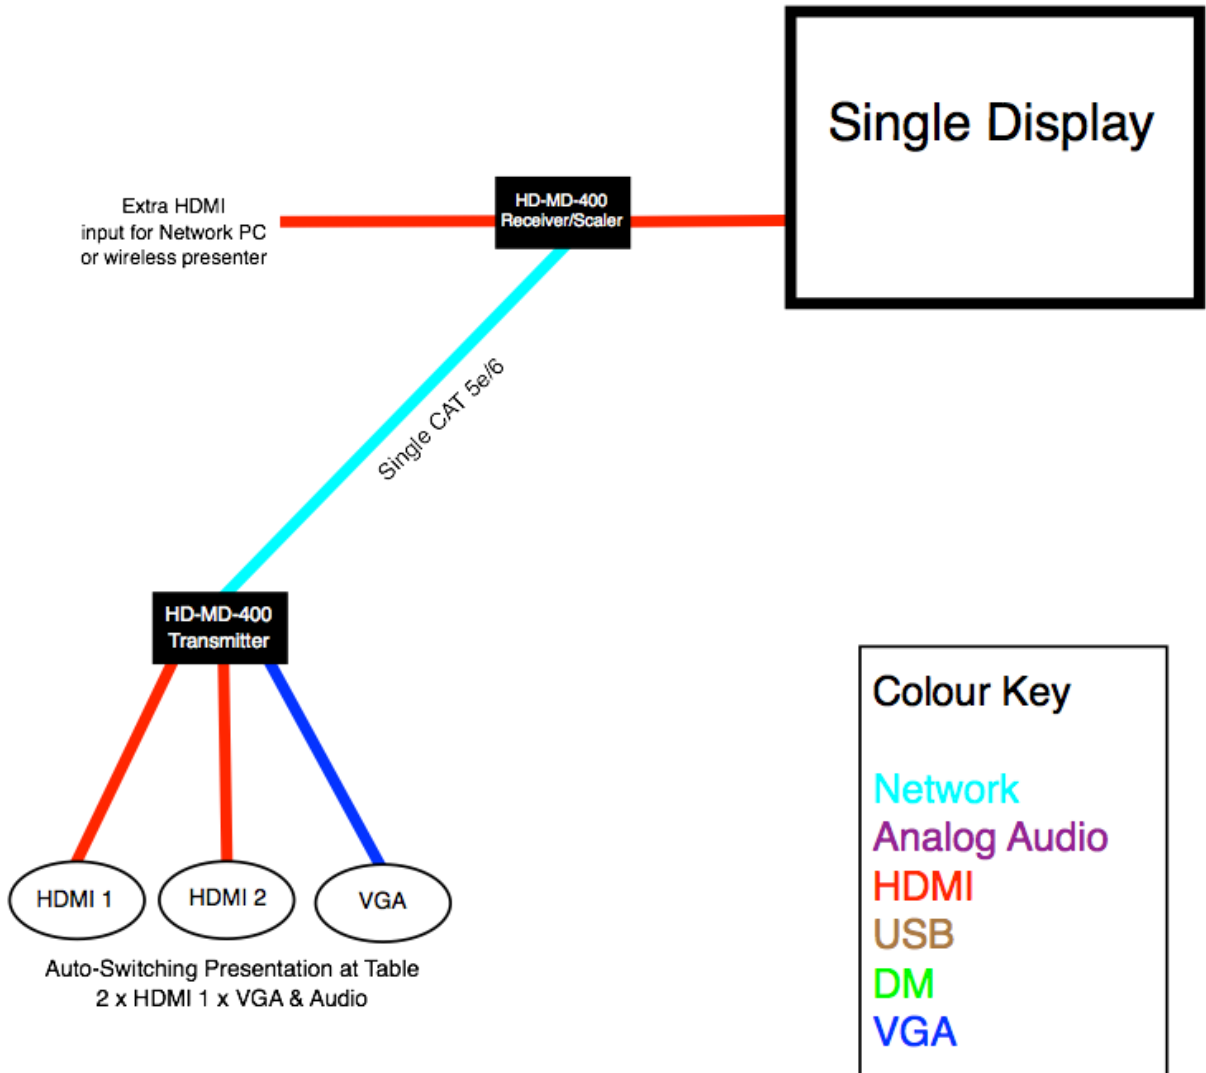 Single Display
HD-MD-400
Receiver/Scaler
Extra HDMI
input for Network PC
or wireless presenter
Single CAT 5e/6
HD-MD-400
Transmitter
HDMI 1
HDMI 2
VGA
Auto-Switching Presentation at Table
2 x HDMI 1 x VGA & Audio
Colour Key
Network
Analog Audio
HDMI
USB
DM
VGA